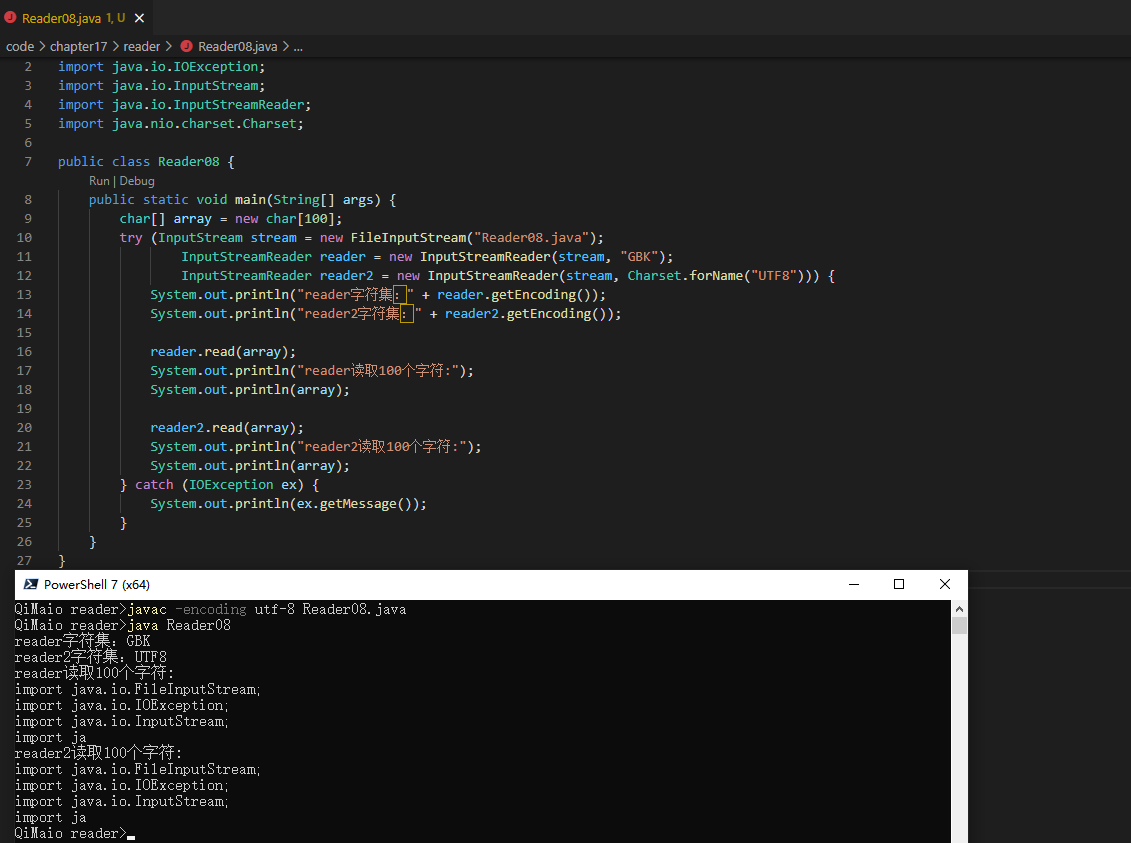 Reader08.java 1, U
code > chapter17 > reader > Reader08.java > ...
2 import java.io.IOException;
3 import java.io.InputStream;
4 import java.io.InputStreamReader;
5 import java.nio.charset.Charset;
6
7 public class Reader08 {
Run | Debug
8 public static void main(String[] args) {
9 char[] array = new char[100];
10 try (InputStream stream = new FileInputStream("Reader08.java");
11 InputStreamReader reader = new InputStreamReader(stream, "GBK");
12 InputStreamReader reader2 = new InputStreamReader(stream, Charset.forName("UTF8"))) {
13 System.out.println("reader字符集：" + reader.getEncoding());
14 System.out.println("reader2字符集：" + reader2.getEncoding());
15
16 reader.read(array);
17 System.out.println("reader读取100个字符:");
18 System.out.println(array);
19
20 reader2.read(array);
21 System.out.println("reader2读取100个字符:");
22 System.out.println(array);
23 } catch (IOException ex) {
24 System.out.println(ex.getMessage());
25 }
26 }
27 }
PowerShell 7 (x64)
QiMaio reader>javac -encoding utf-8 Reader08.java
QiMaio reader>java Reader08
reader字符集：GBK
reader2字符集：UTF8
reader读取100个字符:
import java.io.FileInputStream;
import java.io.IOException;
import java.io.InputStream;
import ja
reader2读取100个字符:
import java.io.FileInputStream;
import java.io.IOException;
import java.io.InputStream;
import ja
QiMaio reader>